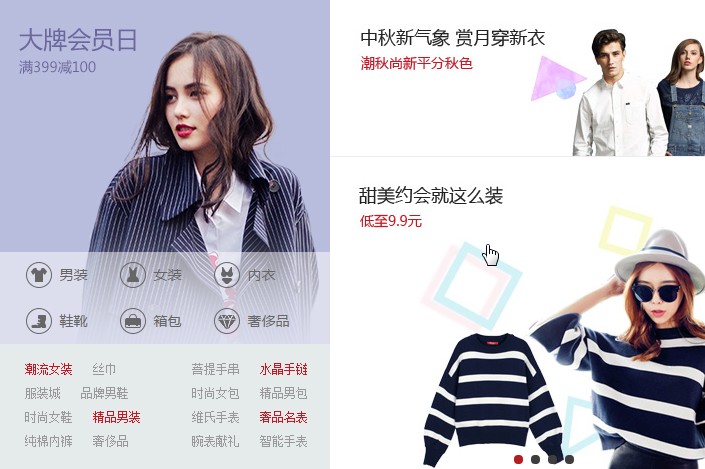 大牌会员日
满399减100
男装 女装 内衣
鞋靴 箱包 奢侈品
潮流女装 丝巾 菩提手串 水晶手链
服装城 品牌男鞋 时尚女包 精品男包
时尚女鞋 精品男装 维氏手表 奢品名表
纯棉内裤 奢侈品 腕表献礼 智能手表
中秋新气象 赏月穿新衣
潮秋尚新平分秋色
甜美约会就这么装
低至9.9元